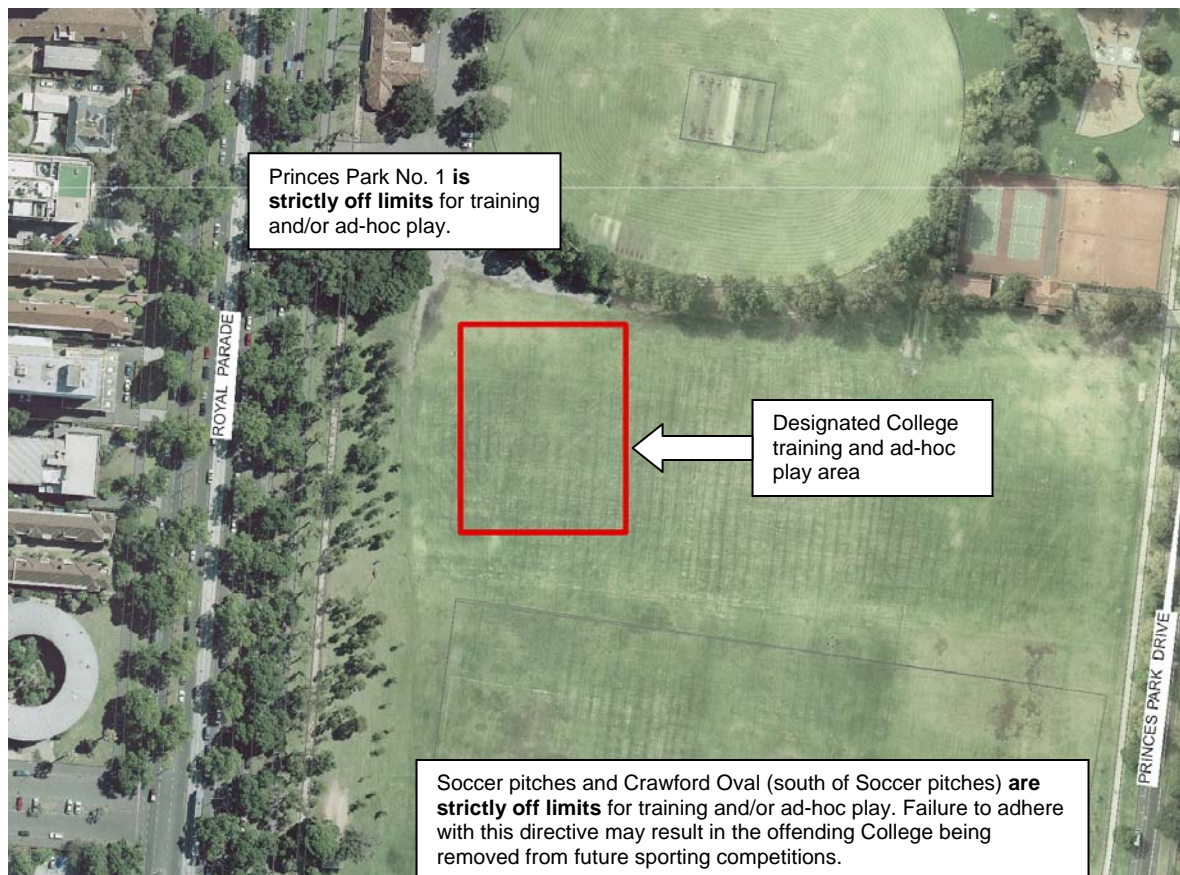 Princes Park No. 1 is
strictly off limits for training
and/or ad-hoc play.
ROYAL PARADE
Designated College
training and ad-hoc
play area
PRINCES PARK DRIVE
Soccer pitches and Crawford Oval (south of Soccer pitches) are
strictly off limits for training and/or ad-hoc play. Failure to adhere
with this directive may result in the offending College being
removed from future sporting competitions.